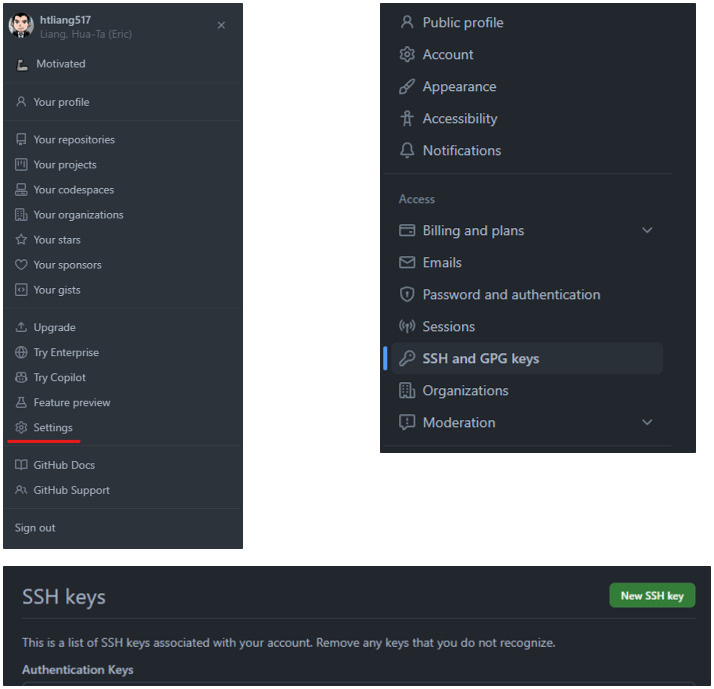 htliang517
Liang, Hua-Ta (Eric)
Motivated
Your profile
Your repositories
Your projects
Your codespaces
Your organizations
Your stars
Your sponsors
Your gists
Upgrade
Try Enterprise
Try Copilot
Feature preview
Settings
GitHub Docs
GitHub Support
Sign out
Public profile
Account
Appearance
Accessibility
Notifications
Access
Billing and plans
Emails
Password and authentication
Sessions
SSH and GPG keys
Organizations
Moderation
SSH keys
New SSH key
This is a list of SSH keys associated with your account. Remove any keys that you do not recognize.
Authentication Keys